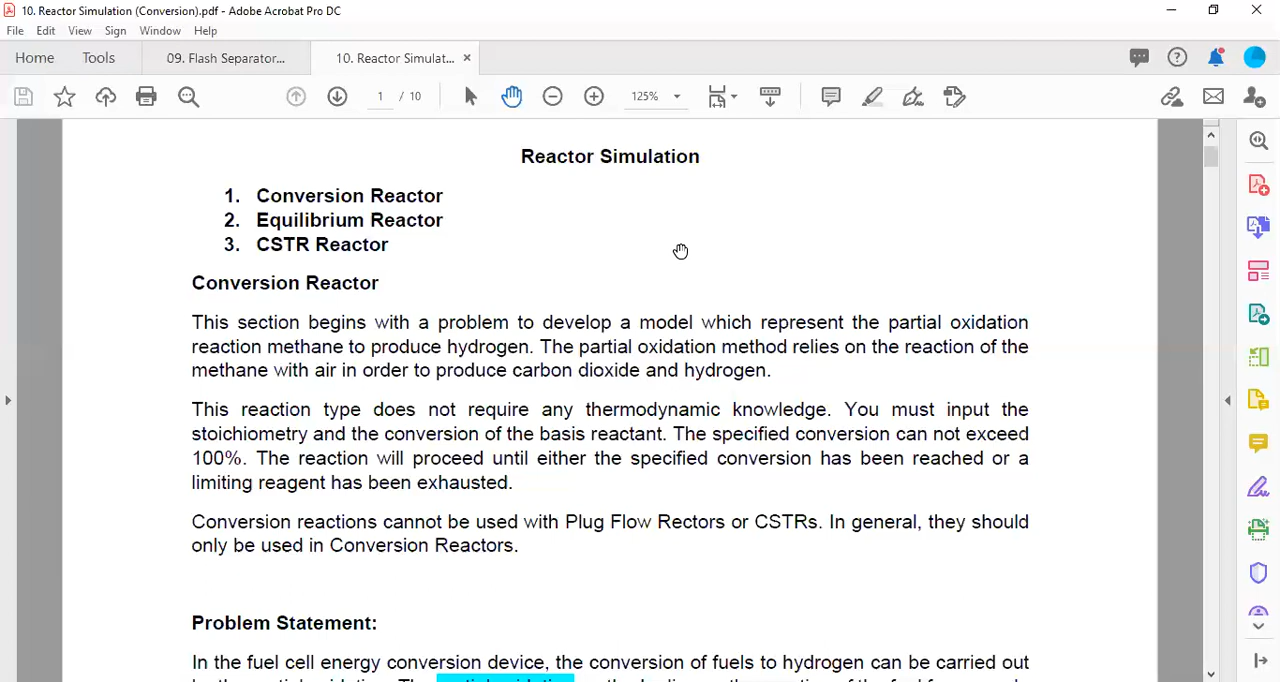 10. Reactor Simulation (Conversion).pdf - Adobe Acrobat Pro DC
File Edit View Sign Window Help
Home Tools 09. Flash Separator... 10. Reactor Simulat... ×
1 / 10 125%
Reactor Simulation
1. Conversion Reactor
2. Equilibrium Reactor
3. CSTR Reactor
Conversion Reactor
This section begins with a problem to develop a model which represent the partial oxidation
reaction methane to produce hydrogen. The partial oxidation method relies on the reaction of the
methane with air in order to produce carbon dioxide and hydrogen.
This reaction type does not require any thermodynamic knowledge. You must input the
stoichiometry and the conversion of the basis reactant. The specified conversion can not exceed
100%. The reaction will proceed until either the specified conversion has been reached or a
limiting reagent has been exhausted.
Conversion reactions cannot be used with Plug Flow Rectors or CSTRs. In general, they should
only be used in Conversion Reactors.
Problem Statement:
In the fuel cell energy conversion device, the conversion of fuels to hydrogen can be carried out